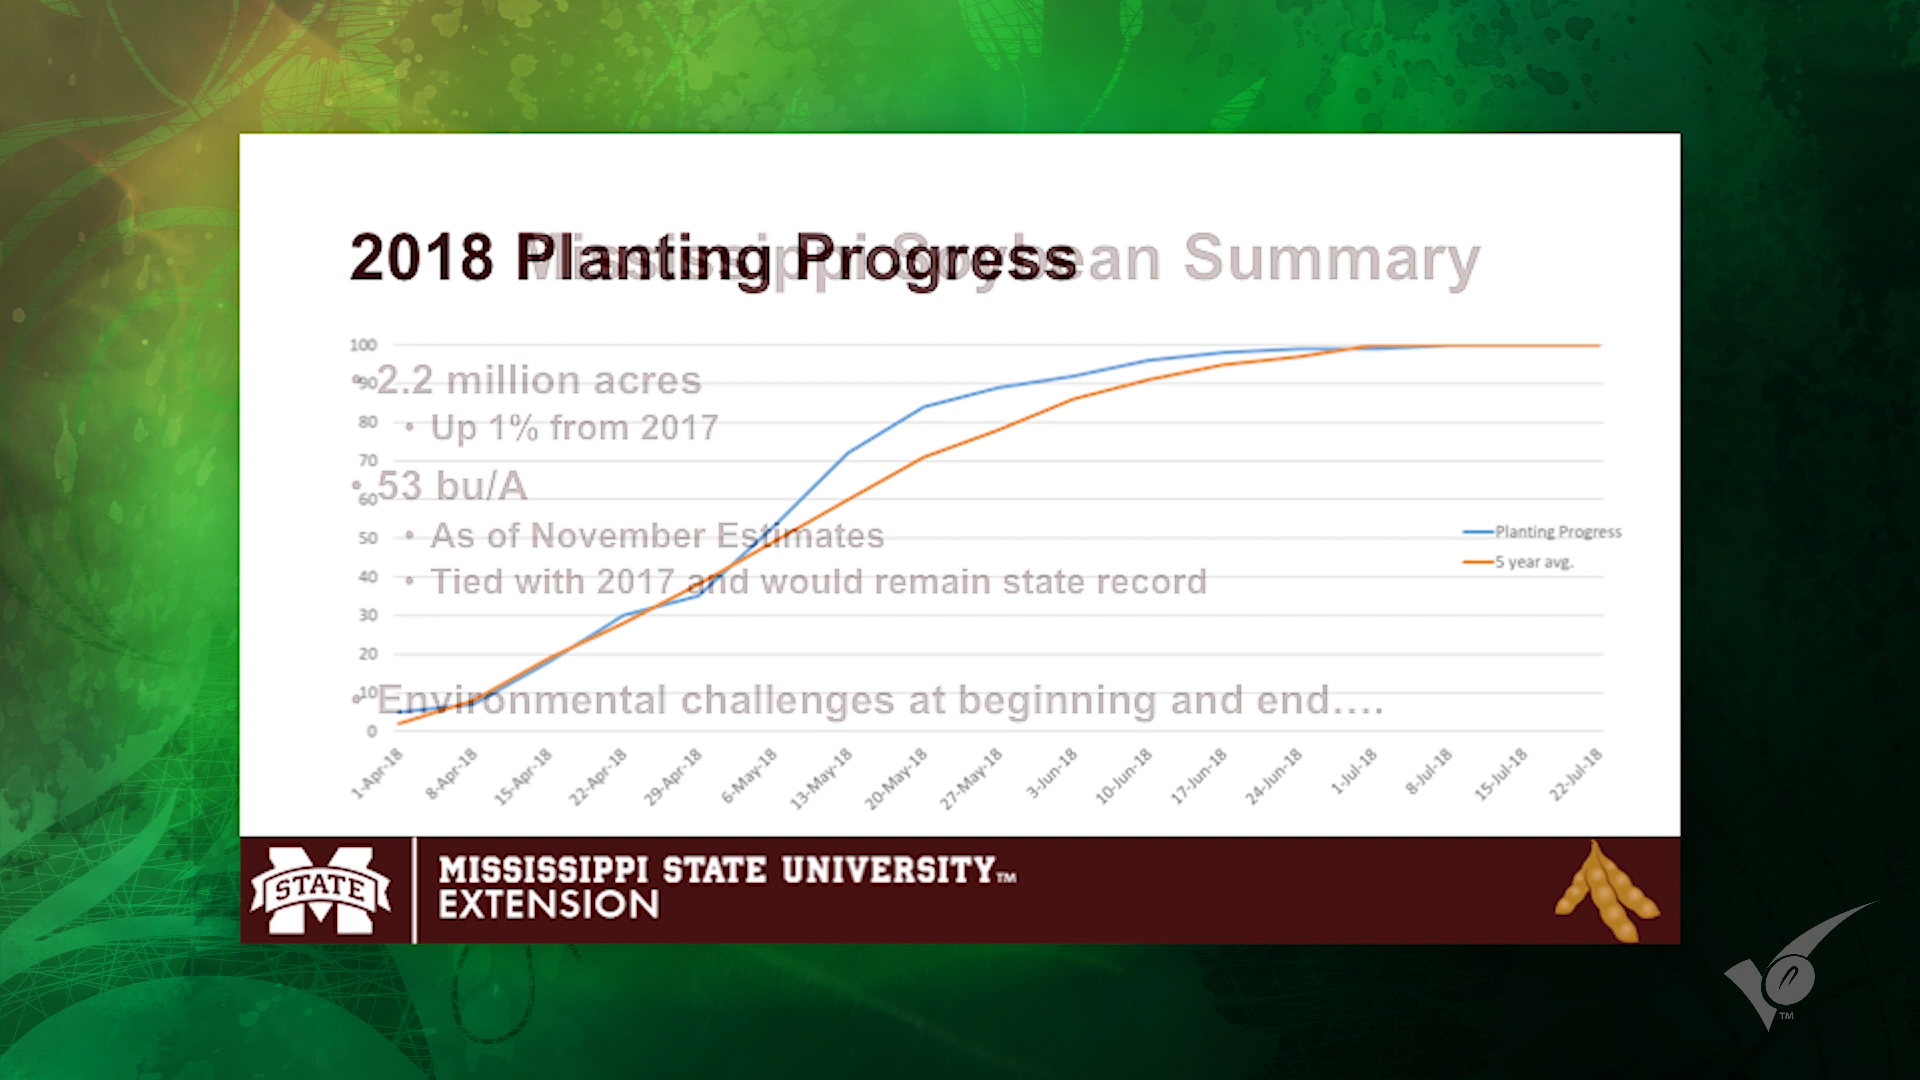 2018 Planting Progress
Mississippi Soybean Summary
100
90
80
70
60
50
40
30
20
10
0
• 2.2 million acres
• Up 1% from 2017
• 53 bu/A
• As of November Estimates
• Tied with 2017 and would remain state record
• Environmental challenges at beginning and end....
Planting Progress
5 year avg.
1-Apr-18
8-Apr-18
15-Apr-18
22-Apr-18
29-Apr-18
6-May-18
13-May-18
20-May-18
27-May-18
3-Jun-18
10-Jun-18
17-Jun-18
24-Jun-18
1-Jul-18
8-Jul-18
15-Jul-18
22-Jul-18
STATE
MISSISSIPPI STATE UNIVERSITY™
EXTENSION
TM